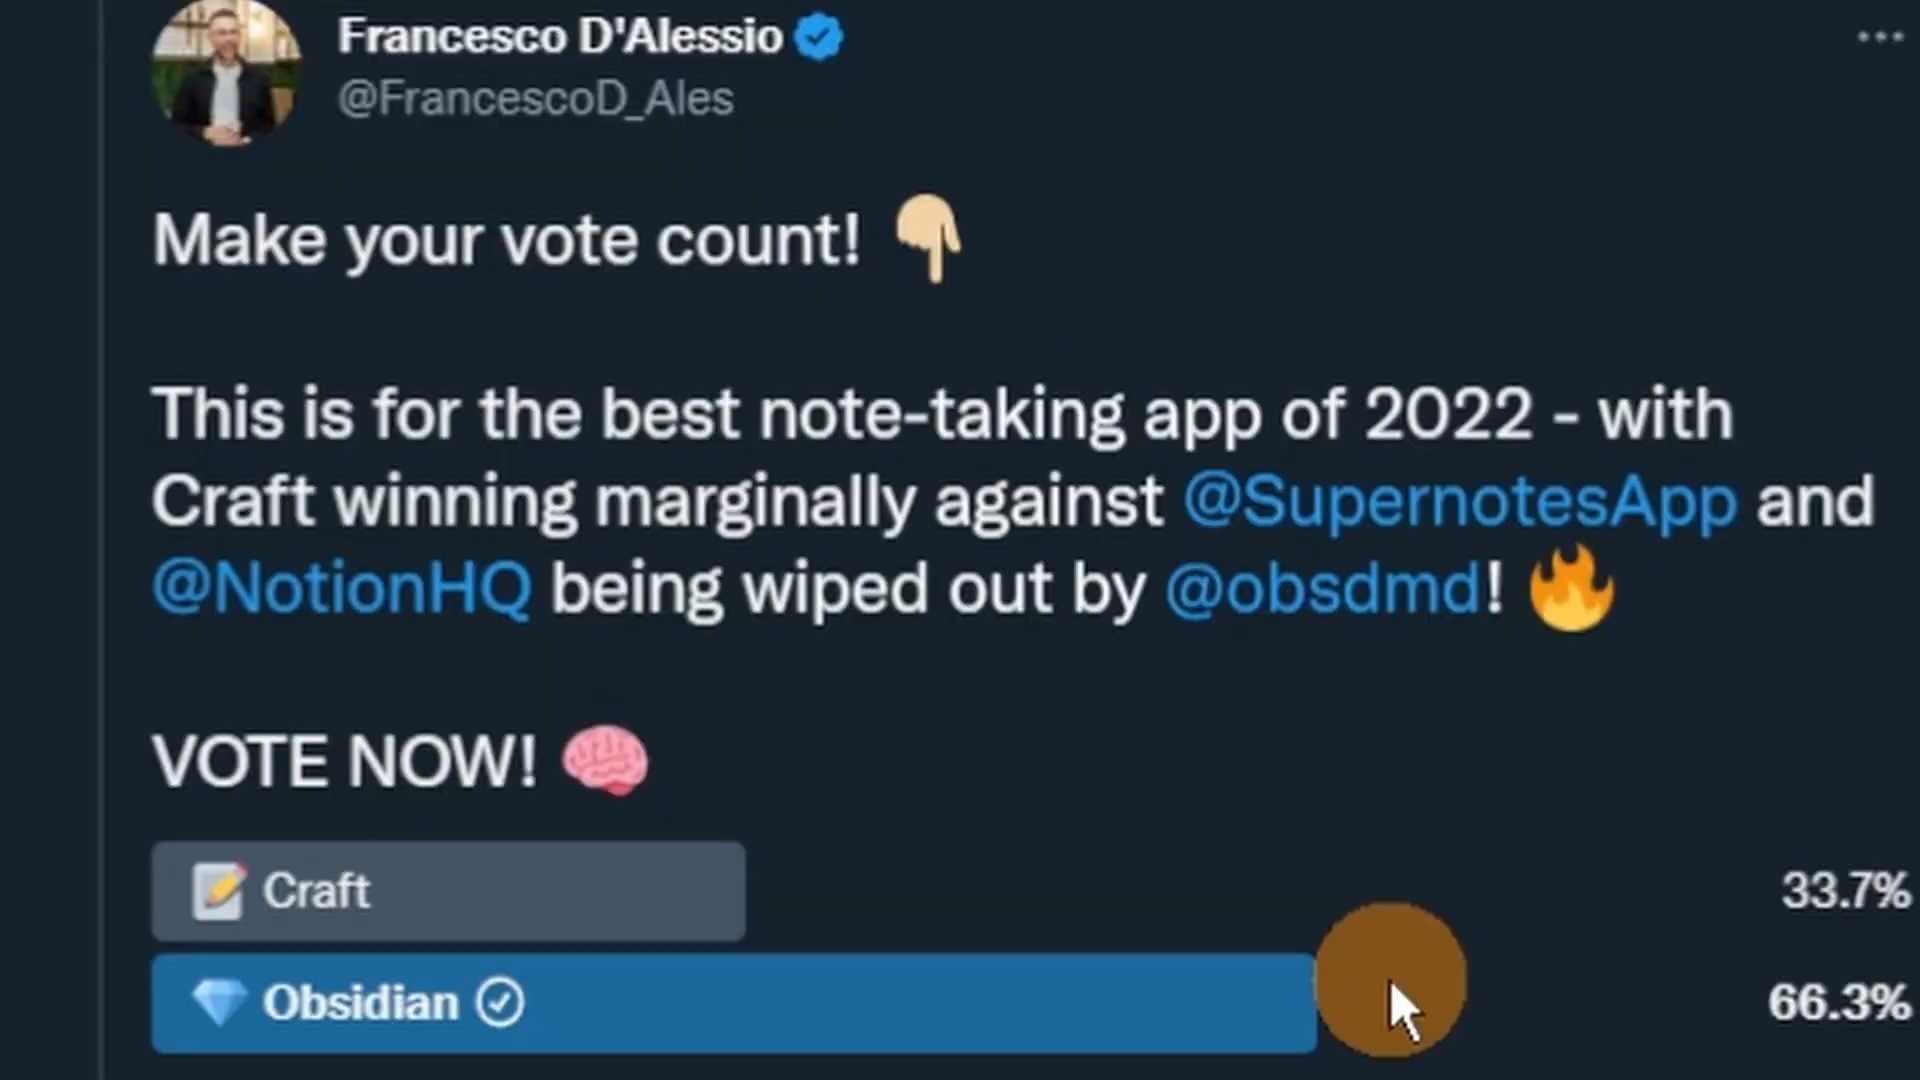 Francesco D'Alessio
@FrancescoD_Ales
Make your vote count! 👇🏼
This is for the best note-taking app of 2022 - with
Craft winning marginally against @SupernotesApp and
@NotionHQ being wiped out by @obsdmd! 🔥
VOTE NOW! 🧠
📝 Craft 33.7%
💎 Obsidian 66.3%